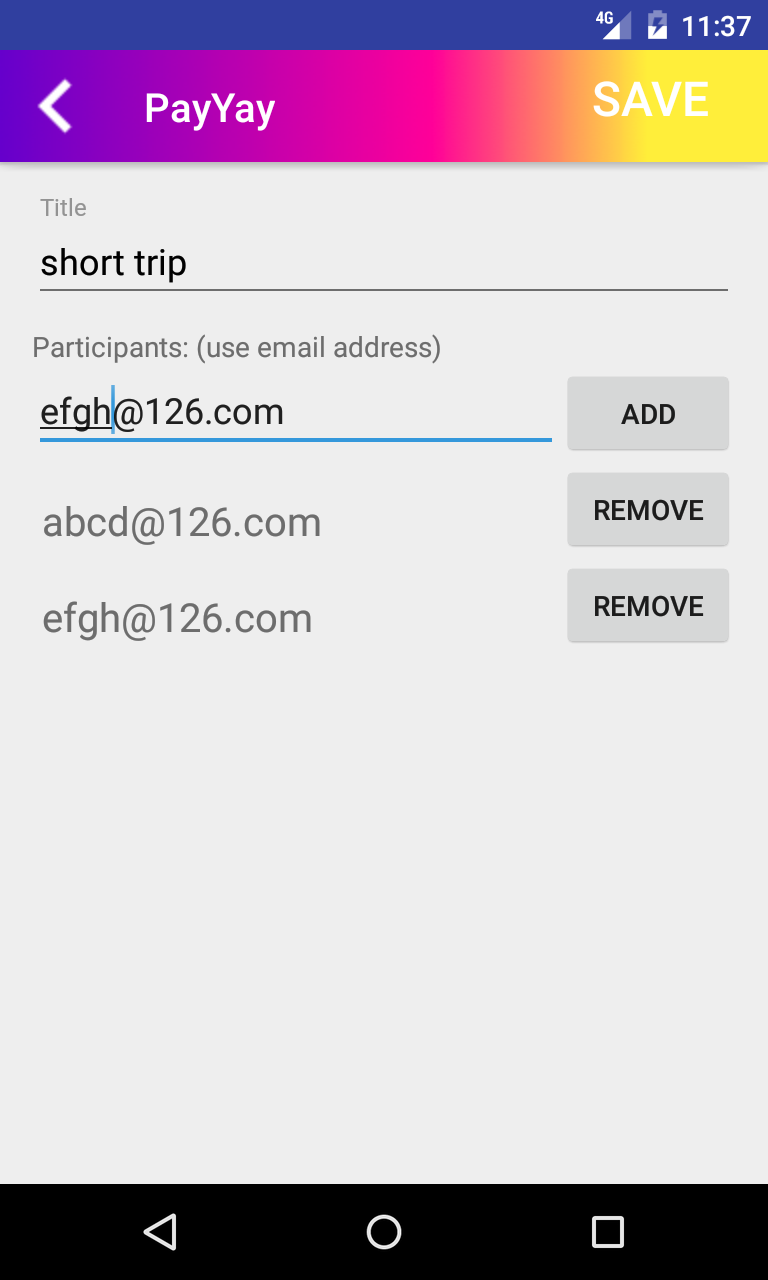 4G 11:37
PayYay SAVE
Title
short trip
Participants: (use email address)
efgh@126.com ADD
abcd@126.com REMOVE
efgh@126.com REMOVE